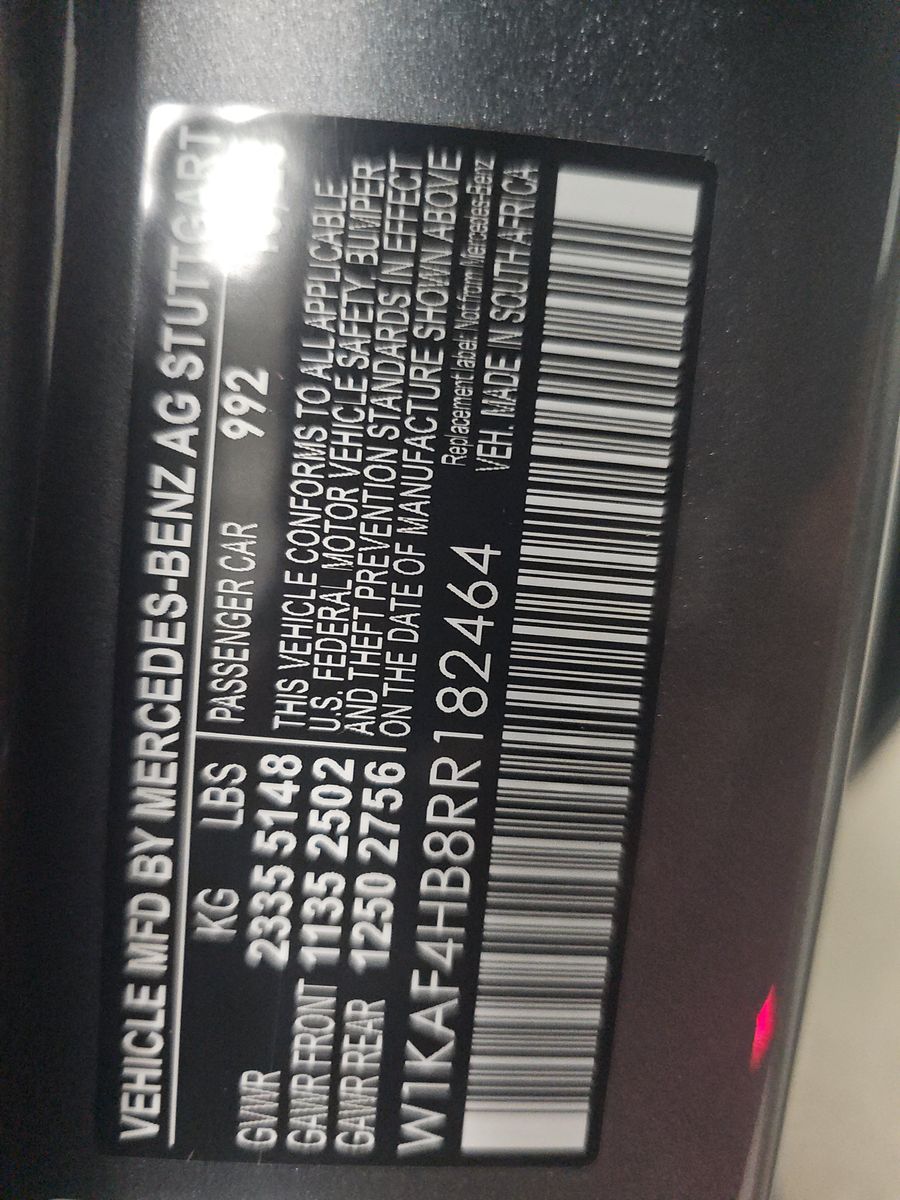 VEHICLE MFD BY MERCEDES-BENZ AG STUTTGART
KG LBS
GVWR 2335 5148
GAWR FRONT 1135 2502
GAWR REAR 1250 2756
PASSENGER CAR 992
THIS VEHICLE CONFORMS TO ALL APPLICABLE
U.S. FEDERAL MOTOR VEHICLE SAFETY, BUMPER,
AND THEFT PREVENTION STANDARDS IN EFFECT
ON THE DATE OF MANUFACTURE SHOWN ABOVE
Replacement label: Not from Mercedes-Benz
VEH. MADE IN SOUTH AFRICA
W1KAF4HB8RR182464